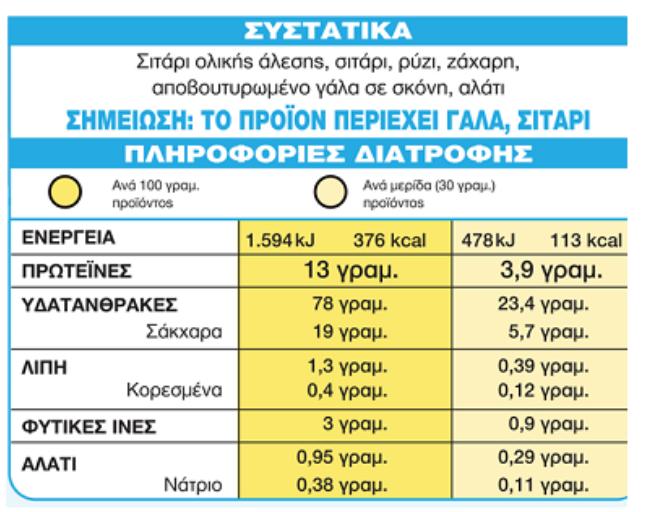 ΣΥΣΤΑΤΙΚΑ
Σιτάρι ολικής άλεσης, σιτάρι, ρύζι, ζάχαρη,
αποβουτυρωμένο γάλα σε σκόνη, αλάτι
ΣΗΜΕΙΩΣΗ: ΤΟ ΠΡΟΪΟΝ ΠΕΡΙΕΧΕΙ ΓΑΛΑ, ΣΙΤΑΡΙ
ΠΛΗΡΟΦΟΡΙΕΣ ΔΙΑΤΡΟΦΗΣ
Ανά 100 γραμ. προϊόντος
Ανά μερίδα (30 γραμ.) προϊόντος
ΕΝΕΡΓΕΙΑ 1.594 kJ 376 kcal 478 kJ 113 kcal
ΠΡΩΤΕΪΝΕΣ 13 γραμ. 3,9 γραμ.
ΥΔΑΤΑΝΘΡΑΚΕΣ 78 γραμ. 23,4 γραμ.
Σάκχαρα 19 γραμ. 5,7 γραμ.
ΛΙΠΗ 1,3 γραμ. 0,39 γραμ.
Κορεσμένα 0,4 γραμ. 0,12 γραμ.
ΦΥΤΙΚΕΣ ΙΝΕΣ 3 γραμ. 0,9 γραμ.
ΑΛΑΤΙ 0,95 γραμ. 0,29 γραμ.
Νάτριο 0,38 γραμ. 0,11 γραμ.